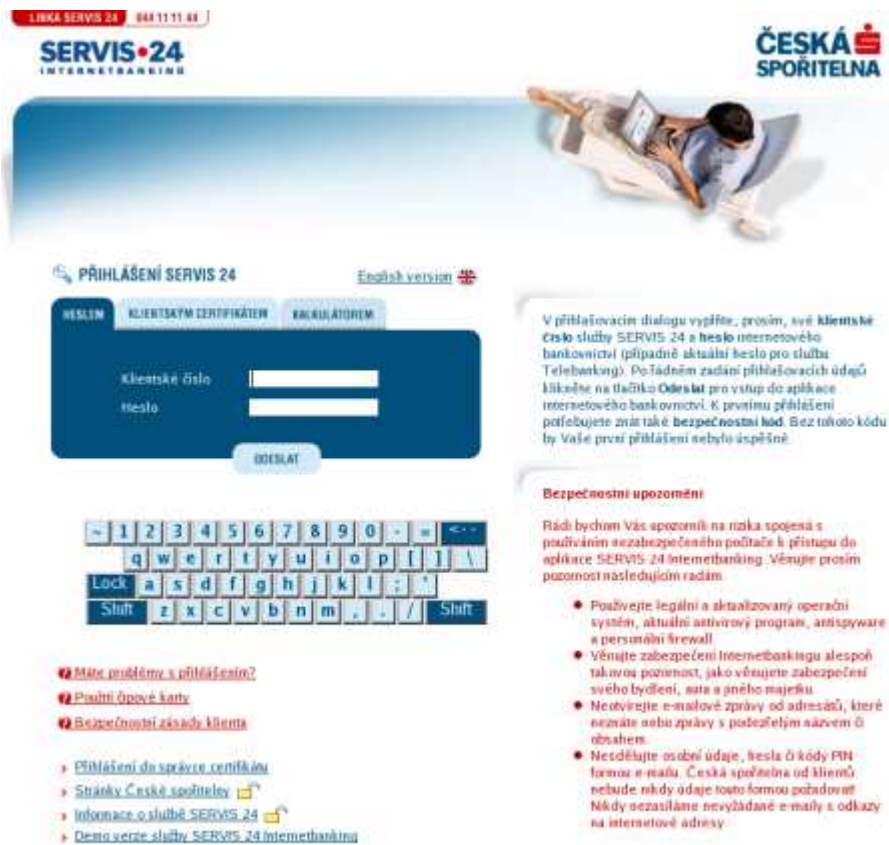 LINKA SERVIS 24 844 11 11 44
SERVIS•24
INTERNETBANKING
ČESKÁ
SPOŘITELNA
PŘIHLÁŠENÍ SERVIS 24
English version
HESLEM
KLIENTSKÝM CERTIFIKÁTEM
KALKULÁTOREM
Klientské číslo
Heslo
ODESLAT
~ 1 2 3 4 5 6 7 8 9 0 - = <--
q w e r t y u i o p [ ] \
Lock a s d f g h j k l ; '
Shift z x c v b n m , . / Shift
Máte problémy s přihlášením?
Použití čipové karty
Bezpečnostní zásady klienta
Přihlášení do správce certifikátu
Stránky České spořitelny
Informace o službě SERVIS 24
Demo verze služby SERVIS 24 Internetbanking
V přihlašovacím dialogu vyplňte, prosím, své klientské
číslo služby SERVIS 24 a heslo internetového
bankovnictví (případně aktuální heslo pro službu
Telebanking). Po řádném zadání přihlašovacích údajů
klikněte na tlačítko Odeslat pro vstup do aplikace
internetového bankovnictví. K prvnímu přihlášení
potřebujete znát také bezpečnostní kód. Bez tohoto kódu
by Vaše první přihlášení nebylo úspěšné.
Bezpečnostní upozornění
Rádi bychom Vás upozornili na rizika spojená s
používáním nezabezpečeného počítače k přístupu do
aplikace SERVIS 24 Internetbanking. Věnujte prosím
pozornost následujícím radám.
Používejte legální a aktualizovaný operační
systém, aktuální antivirový program, antispyware
a personální firewall.
Věnujte zabezpečení Internetbankingu alespoň
takovou pozornost, jako věnujete zabezpečení
svého bydlení, auta a jiného majetku.
Neotvírejte e-mailové zprávy od adresátů, které
neznáte nebo zprávy s podezřelým názvem či
obsahem.
Nesdělujte osobní údaje, hesla či kódy PIN
formou e-mailu. Česká spořitelna od klientů
nebude nikdy údaje touto formou požadovat!
Nikdy nezasíláme nevyžádané e-maily s odkazy
na internetové adresy.